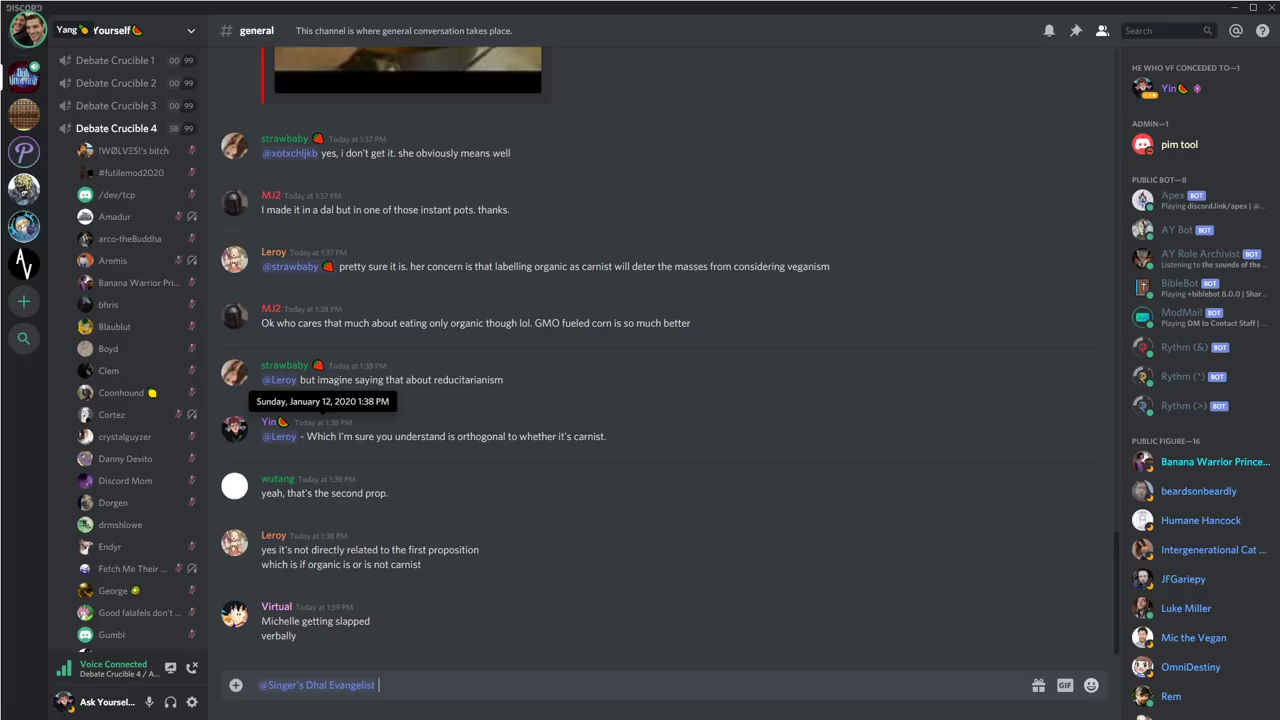 DISCORD
Yang Yourself
# general This channel is where general conversation takes place.
Search
Debate Crucible 1 00 99
Debate Crucible 2 00 99
Debate Crucible 3 00 99
Debate Crucible 4 58 99
!WØLVES!'s bitch
#futilemod2020
/dev/tcp
Amadur
arco-theBuddha
Aremis
Banana Warrior Pri...
bhris
Blaublut
Boyd
Clem
Coonhound
Cortez
crystalguyzer
Danny Devito
Discord Mom
Dorgen
drmshlowe
Endyr
Fetch Me Their ...
George
Good falafels don't ...
Gumbi
Voice Connected
Debate Crucible 4 / A...
Ask Yoursel...
strawbaby Today at 1:37 PM
@xotxchljkb yes, i don't get it. she obviously means well
MJ2 Today at 1:37 PM
I made it in a dal but in one of those instant pots. thanks.
Leroy Today at 1:37 PM
@strawbaby pretty sure it is. her concern is that labelling organic as carnist will deter the masses from considering veganism
MJ2 Today at 1:38 PM
Ok who cares that much about eating only organic though lol. GMO fueled corn is so much better
strawbaby Today at 1:38 PM
@Leroy but imagine saying that about reducitarianism
Sunday, January 12, 2020 1:38 PM
Yin Today at 1:38 PM
@Leroy - Which I'm sure you understand is orthogonal to whether it's carnist.
wutang Today at 1:38 PM
yeah, that's the second prop.
Leroy Today at 1:38 PM
yes it's not directly related to the first proposition
which is if organic is or is not carnist
Virtual Today at 1:39 PM
Michelle getting slapped
verbally
@Singer's Dhal Evangelist
GIF
HE WHO VF CONCEDED TO—1
Yin
ADMIN—1
pim tool
PUBLIC BOT—8
Apex BOT
Playing discord.link/apex | @...
AY Bot BOT
AY Role Archivist BOT
Listening to the sounds of the ...
BibleBot BOT
Playing +biblebot 8.0.0 | Shar...
ModMail BOT
Playing DM to Contact Staff | ...
Rythm (&) BOT
Rythm (*) BOT
Rythm (>) BOT
PUBLIC FIGURE—16
Banana Warrior Prince...
beardsonbeardly
Humane Hancock
Intergenerational Cat ...
JFGariepy
Luke Miller
Mic the Vegan
OmniDestiny
Rem